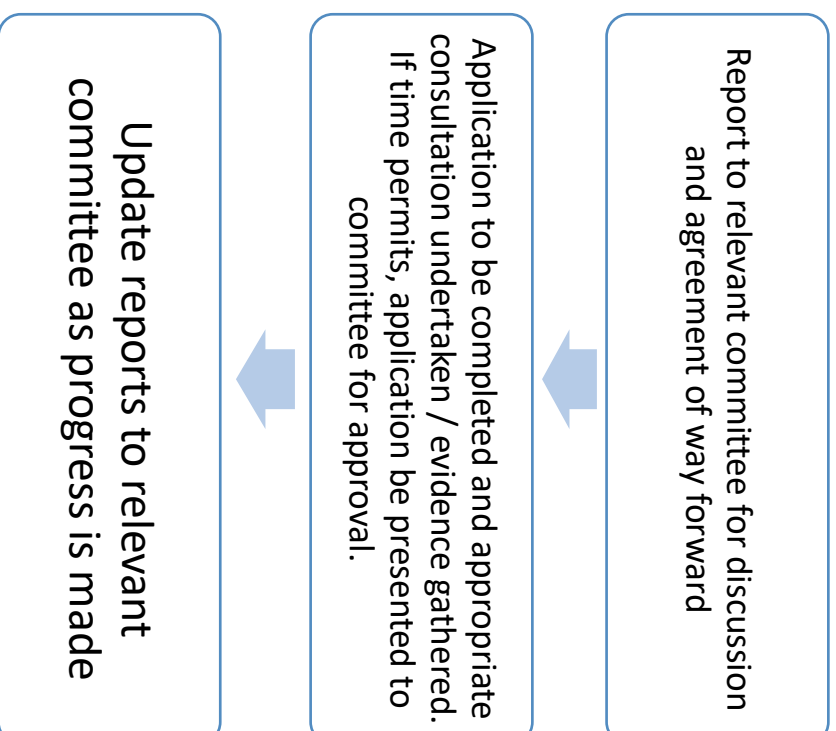 Report to relevant committee for discussion
and agreement of way forward
Application to be completed and appropriate
consultation undertaken / evidence gathered.
If time permits, application be presented to
committee for approval.
Update reports to relevant
committee as progress is made